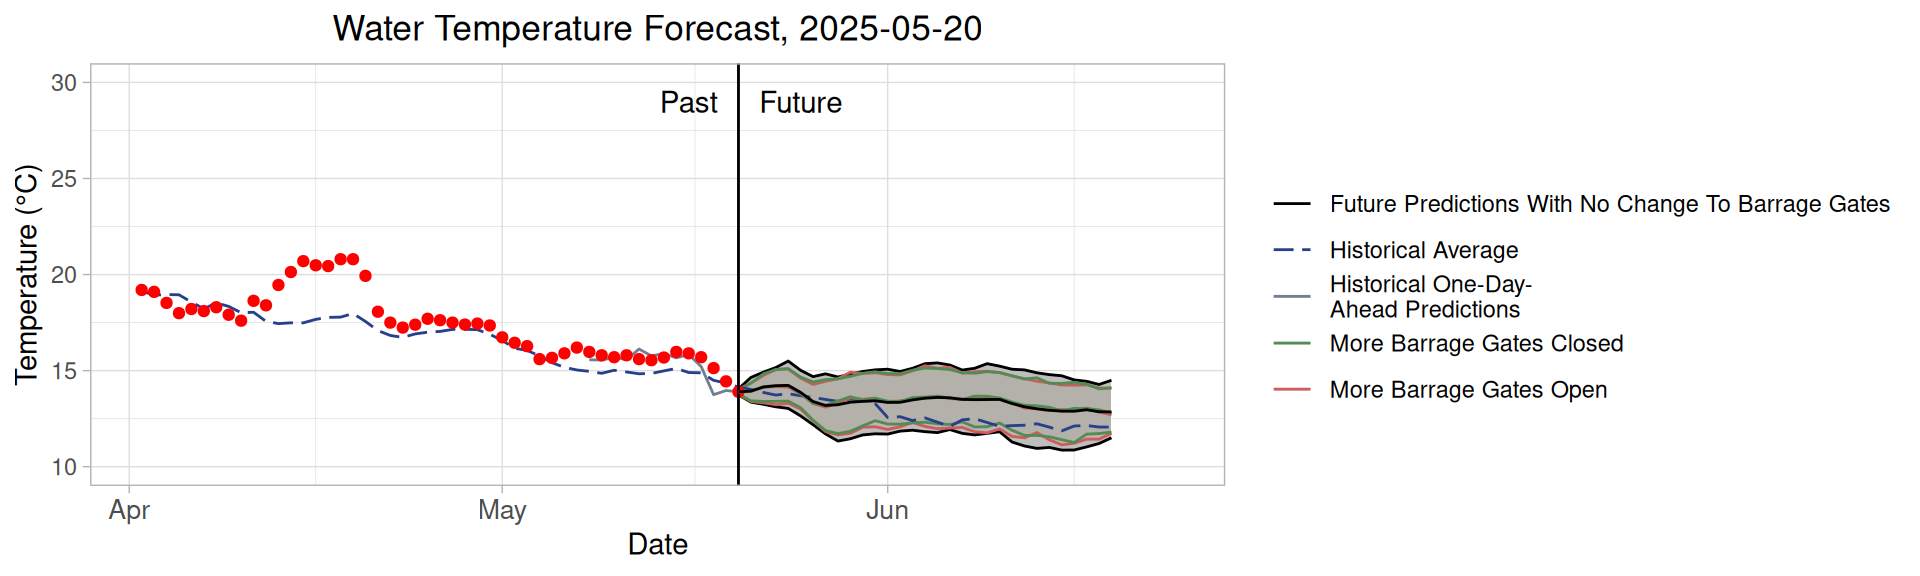 Water Temperature Forecast, 2025-05-20
30
25
20
15
10
Temperature (°C)
Past
Future
Apr
May
Jun
Date
Future Predictions With No Change To Barrage Gates
Historical Average
Historical One-Day-
Ahead Predictions
More Barrage Gates Closed
More Barrage Gates Open